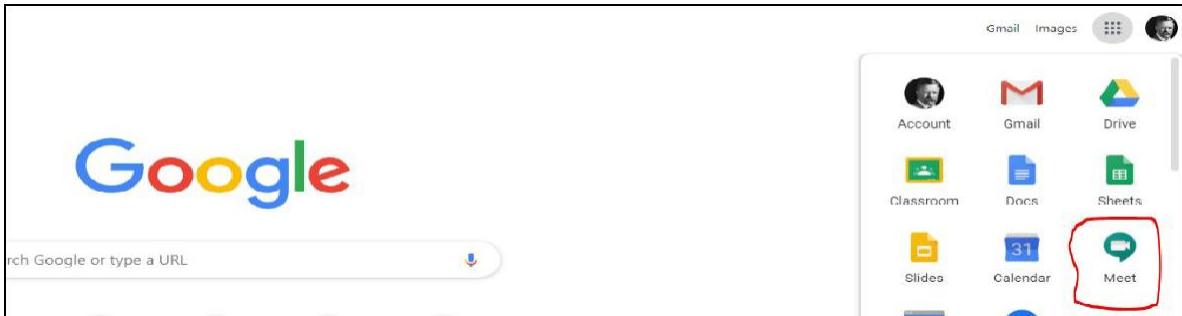 Gmail Images
Account Gmail Drive
Google
Classroom Docs Sheets
rch Google or type a URL
31
Slides Calendar Meet